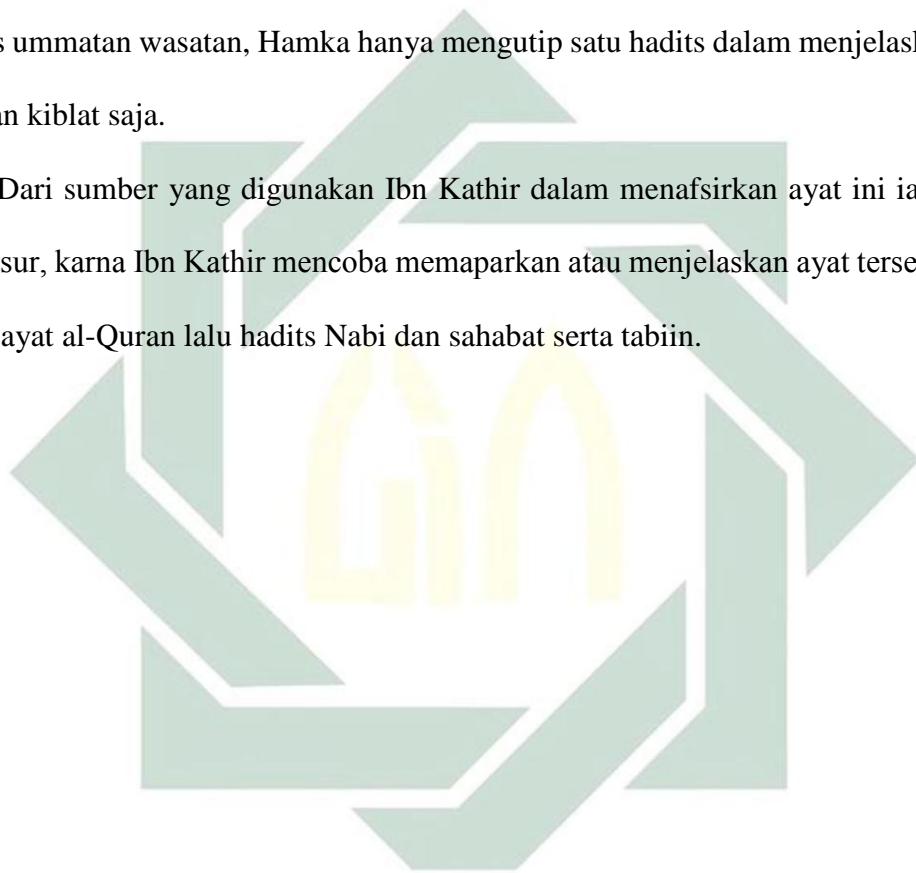 s ummatan wasatan, Hamka hanya mengutip satu hadits dalam menjelas
an kiblat saja.
Dari sumber yang digunakan Ibn Kathir dalam menafsirkan ayat ini ia
sur, karna Ibn Kathir mencoba memaparkan atau menjelaskan ayat terse
ayat al-Quran lalu hadits Nabi dan sahabat serta tabiin.